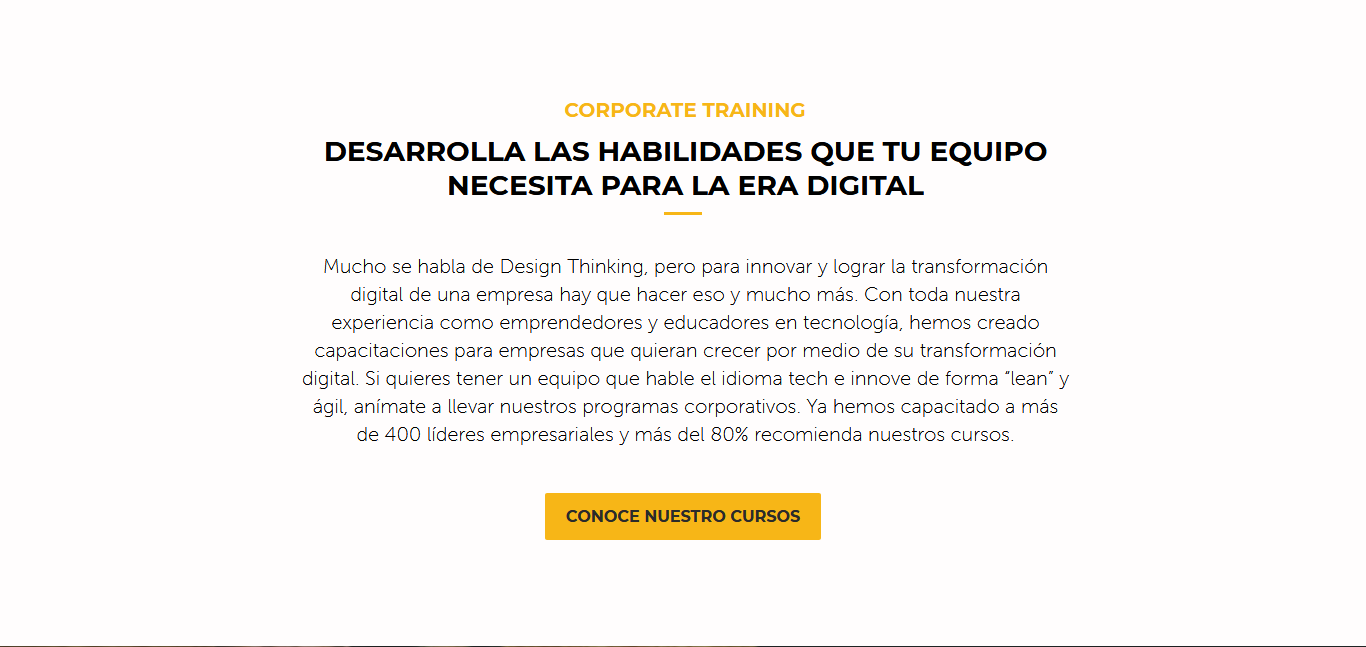 CORPORATE TRAINING
DESARROLLA LAS HABILIDADES QUE TU EQUIPO
NECESITA PARA LA ERA DIGITAL
Mucho se habla de Design Thinking, pero para innovar y lograr la transformación
digital de una empresa hay que hacer eso y mucho más. Con toda nuestra
experiencia como emprendedores y educadores en tecnología, hemos creado
capacitaciones para empresas que quieran crecer por medio de su transformación
digital. Si quieres tener un equipo que hable el idioma tech e innove de forma “lean” y
ágil, anímate a llevar nuestros programas corporativos. Ya hemos capacitado a más
de 400 líderes empresariales y más del 80% recomienda nuestros cursos.
CONOCE NUESTRO CURSOS